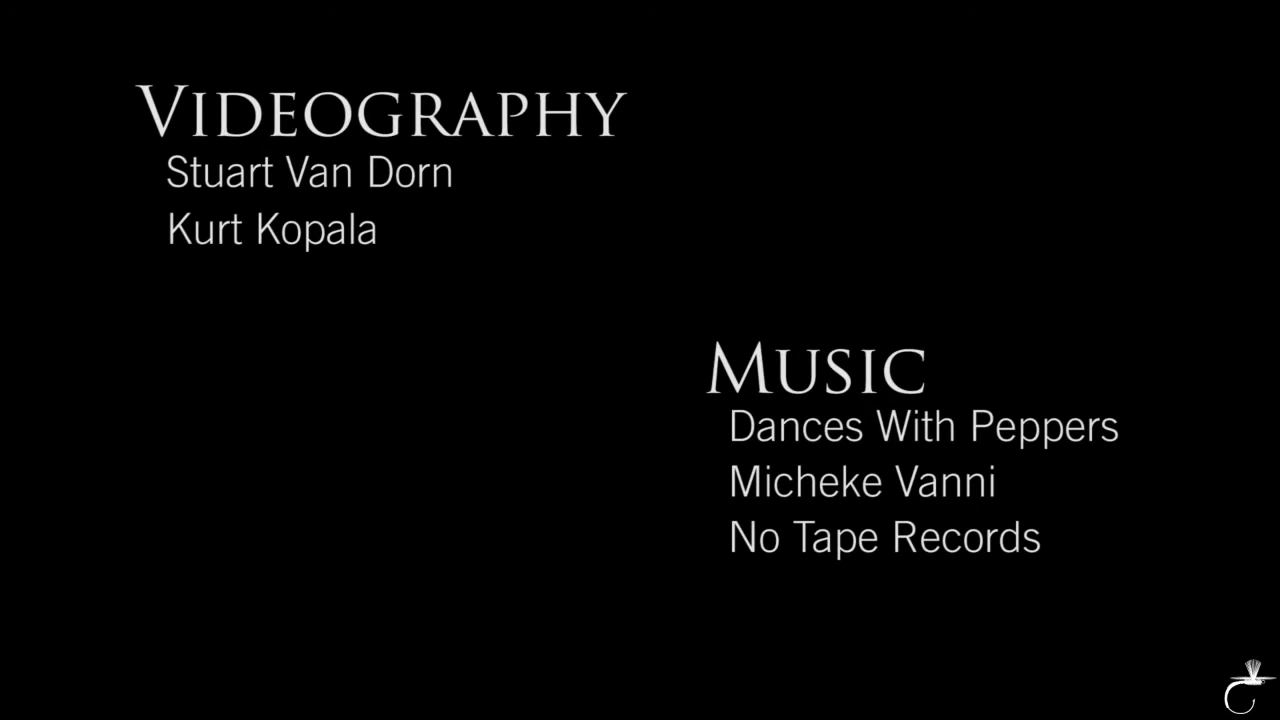 VIDEOGRAPHY
Stuart Van Dorn
Kurt Kopala
MUSIC
Dances With Peppers
Micheke Vanni
No Tape Records